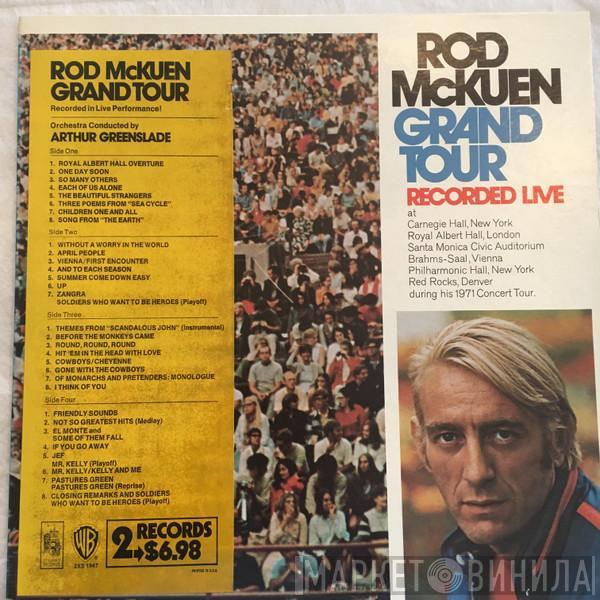 ROD McKUEN
GRAND TOUR
Recorded in Live Performance!
Orchestra Conducted by
ARTHUR GREENSLADE
Side One
1. ROYAL ALBERT HALL OVERTURE
2. ONE DAY SOON
3. SO MANY OTHERS
4. EACH OF US ALONE
5. THE BEAUTIFUL STRANGERS
6. THREE POEMS FROM "SEA CYCLE"
7. CHILDREN ONE AND ALL
8. SONG FROM "THE EARTH"
Side Two
1. WITHOUT A WORRY IN THE WORLD
2. APRIL PEOPLE
3. VIENNA/FIRST ENCOUNTER
4. AND TO EACH SEASON
5. SUMMER COME DOWN EASY
6. UP
7. ZANGRA
SOLDIERS WHO WANT TO BE HEROES (Playoff)
Side Three
1. THEMES FROM "SCANDALOUS JOHN" (Instrumental)
2. BEFORE THE MONKEYS CAME
3. ROUND, ROUND, ROUND
4. HIT 'EM IN THE HEAD WITH LOVE
5. COWBOYS/CHEYENNE
6. GONE WITH THE COWBOYS
7. OF MONARCHS AND PRETENDERS: MONOLOGUE
8. I THINK OF YOU
Side Four
1. FRIENDLY SOUNDS
2. NOT SO GREATEST HITS (Medley)
3. EL MONTE and
SOME OF THEM FALL
4. IF YOU GO AWAY
5. JEF
MR. KELLY (Playoff)
6. MR. KELLY/KELLY AND ME
7. PASTURES GREEN
PASTURES GREEN (Reprise)
8. CLOSING REMARKS AND SOLDIERS
WHO WANT TO BE HEROES (Playoff)
WB
2XS 1947
2 RECORDS
$6.98
ROD
McKUEN
GRAND
TOUR
RECORDED LIVE
at
Carnegie Hall, New York
Royal Albert Hall, London
Santa Monica Civic Auditorium
Brahms-Saal, Vienna
Philharmonic Hall, New York
Red Rocks, Denver
during his 1971 Concert Tour.
МАРКЕТ ВИНИЛА